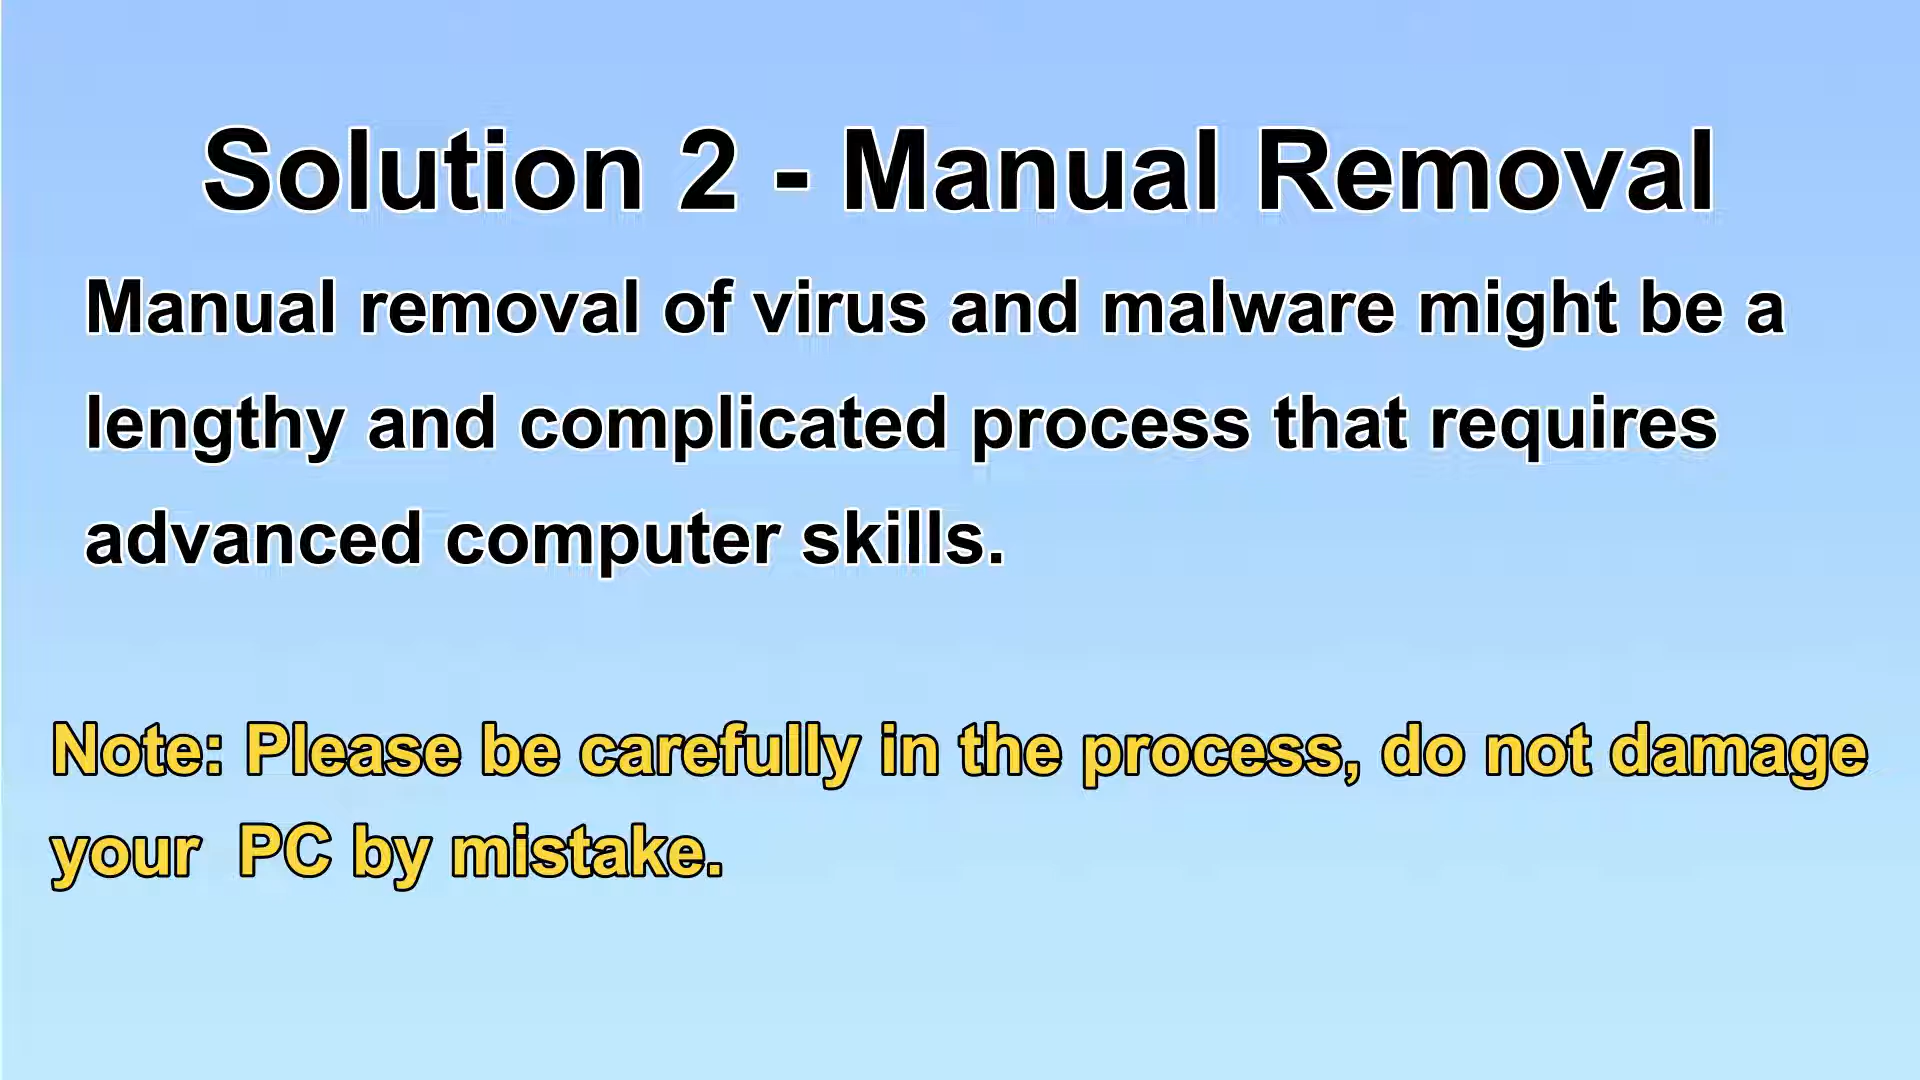 Solution 2 - Manual Removal
Manual removal of virus and malware might be a
lengthy and complicated process that requires
advanced computer skills.
Note: Please be carefully in the process, do not damage
your  PC by mistake.